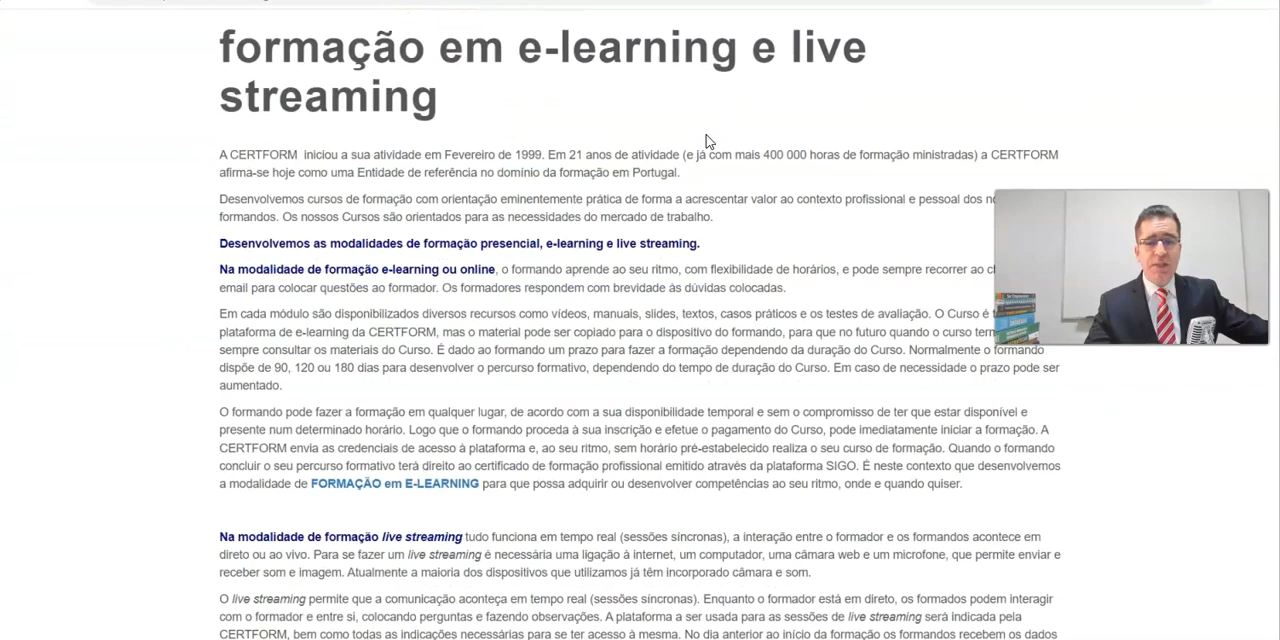 formação em e-learning e live
streaming
A CERTFORM iniciou a sua atividade em Fevereiro de 1999. Em 21 anos de atividade (e já com mais 400 000 horas de formação ministradas) a CERTFORM
afirma-se hoje como uma Entidade de referência no domínio da formação em Portugal.
Desenvolvemos cursos de formação com orientação eminentemente prática de forma a acrescentar valor ao contexto profissional e pessoal dos
formandos. Os nossos Cursos são orientados para as necessidades do mercado de trabalho.
Desenvolvemos as modalidades de formação presencial, e-learning e live streaming.
Na modalidade de formação e-learning ou online, o formando aprende ao seu ritmo, com flexibilidade de horários, e pode sempre recorrer ao
email para colocar questões ao formador. Os formadores respondem com brevidade às dúvidas colocadas.
Em cada módulo são disponibilizados diversos recursos como vídeos, manuais, slides, textos, casos práticos e os testes de avaliação. O Curso é
plataforma de e-learning da CERTFORM, mas o material pode ser copiado para o dispositivo do formando, para que no futuro quando o curso
sempre consultar os materiais do Curso. É dado ao formando um prazo para fazer a formação dependendo da duração do Curso. Normalmente o formando
dispõe de 90, 120 ou 180 dias para desenvolver o percurso formativo, dependendo do tempo de duração do Curso. Em caso de necessidade o prazo pode ser
aumentado.
O formando pode fazer a formação em qualquer lugar, de acordo com a sua disponibilidade temporal e sem o compromisso de ter que estar disponível e
presente num determinado horário. Logo que o formando proceda à sua inscrição e efetue o pagamento do Curso, pode imediatamente iniciar a formação. A
CERTFORM envia as credenciais de acesso à plataforma e, ao seu ritmo, sem horário pré-estabelecido realiza o seu curso de formação. Quando o formando
concluir o seu percurso formativo terá direito ao certificado de formação profissional emitido através da plataforma SIGO. É neste contexto que desenvolvemos
a modalidade de FORMAÇÃO em E-LEARNING para que possa adquirir ou desenvolver competências ao seu ritmo, onde e quando quiser.
Na modalidade de formação live streaming tudo funciona em tempo real (sessões síncronas), a interação entre o formador e os formandos acontece em
direto ou ao vivo. Para se fazer um live streaming é necessária uma ligação à internet, um computador, uma câmara web e um microfone, que permite enviar e
receber som e imagem. Atualmente a maioria dos dispositivos que utilizamos já têm incorporado câmara e som.
O live streaming permite que a comunicação aconteça em tempo real (sessões síncronas). Enquanto o formador está em direto, os formados podem interagir
com o formador e entre si, colocando perguntas e fazendo observações. A plataforma a ser usada para as sessões de live streaming será indicada pela
CERTFORM, bem como todas as indicações necessárias para se ter acesso à mesma. No dia anterior ao início da formação os formandos recebem os dados